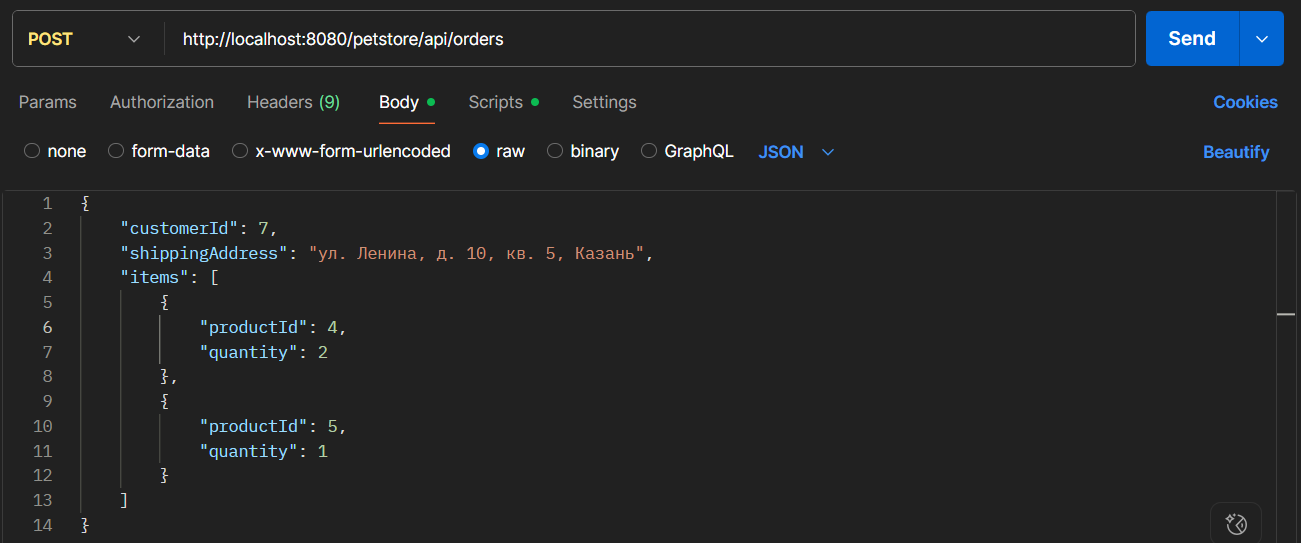 POST http://localhost:8080/petstore/api/orders Send
Params Authorization Headers (9) Body Scripts Settings Cookies
none form-data x-www-form-urlencoded raw binary GraphQL JSON Beautify
1 {
2 "customerId": 7,
3 "shippingAddress": "ул. Ленина, д. 10, кв. 5, Казань",
4 "items": [
5 {
6 "productId": 4,
7 "quantity": 2
8 },
9 {
10 "productId": 5,
11 "quantity": 1
12 }
13 ]
14 }